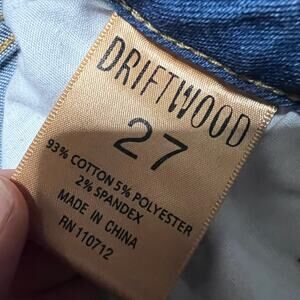 DRIFTWOOD
27
93% COTTON 5% POLYESTER
2% SPANDEX
MADE IN CHINA
RN 110712